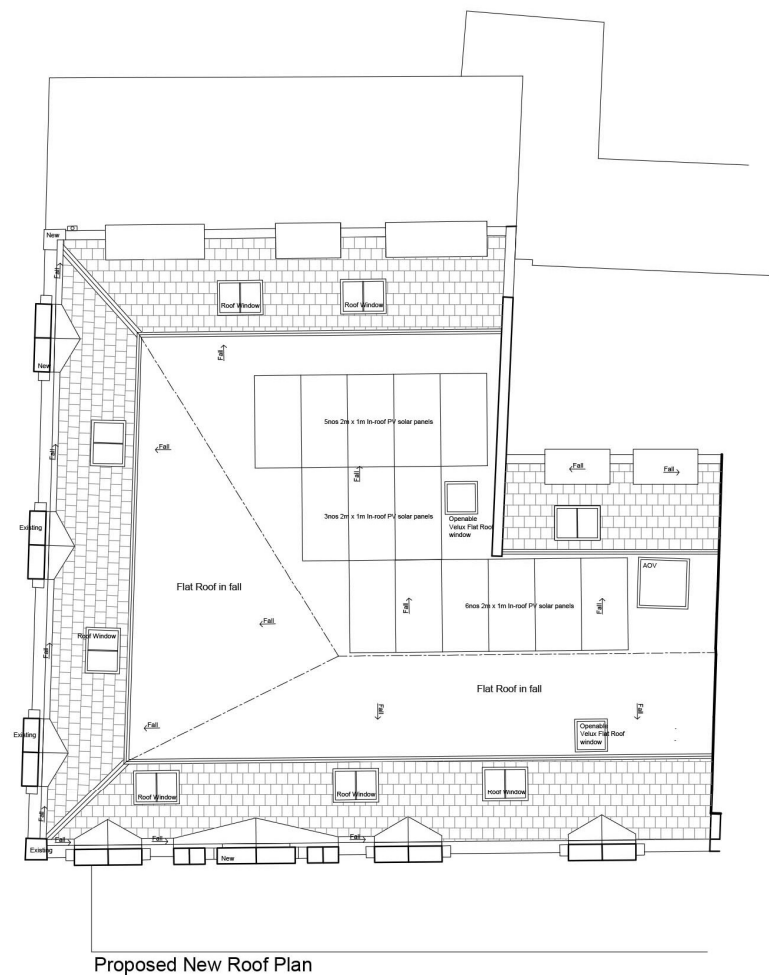 New
Fall
Roof Window
Roof Window
Fall
New
5nos 2m x 1m In-roof PV solar panels
Fall
Fall
Fall
Fall
Fall
3nos 2m x 1m In-roof PV solar panels
Openable
Velux Flat Roof
window
Existing
AOV
Flat Roof in fall
Fall
6nos 2m x 1m In-roof PV solar panels
Fall
Fall
Roof Window
Fall
Flat Roof in fall
Fall
Fall
Fall
Existing
Openable
Velux Flat Roof
window
Roof Window
Roof Window
Roof Window
Fall
Fall
Fall
Fall
Existing
New
Proposed New Roof Plan